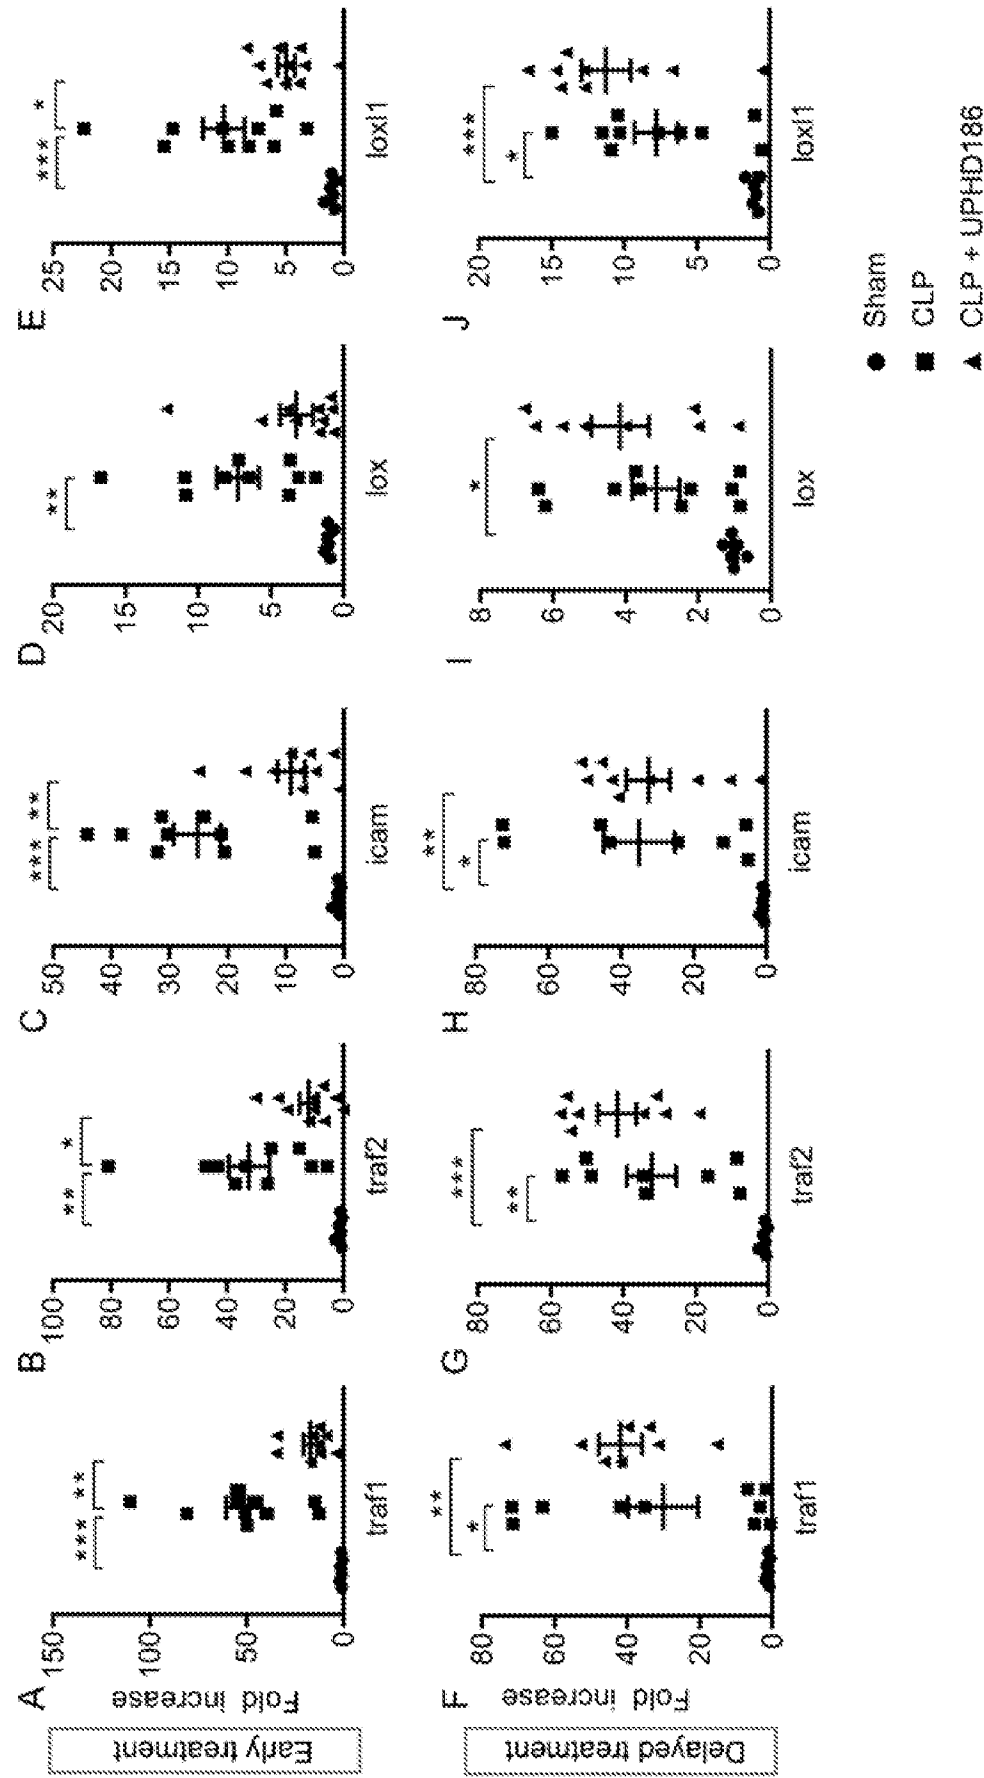 Early treatment
A
Fold increase
150
100
50
0
***
**
traf1
B
100
80
60
40
20
0
**
*
traf2
C
50
40
30
20
10
0
***
**
icam
D
20
15
10
5
0
**
lox
E
25
20
15
10
5
0
***
*
loxl1
Delayed treatment
F
Fold increase
80
60
40
20
0
**
*
traf1
G
80
60
40
20
0
***
**
traf2
H
80
60
40
20
0
**
*
icam
I
8
6
4
2
0
*
lox
J
20
15
10
5
0
***
*
loxl1
Sham
CLP
CLP + UPHD186